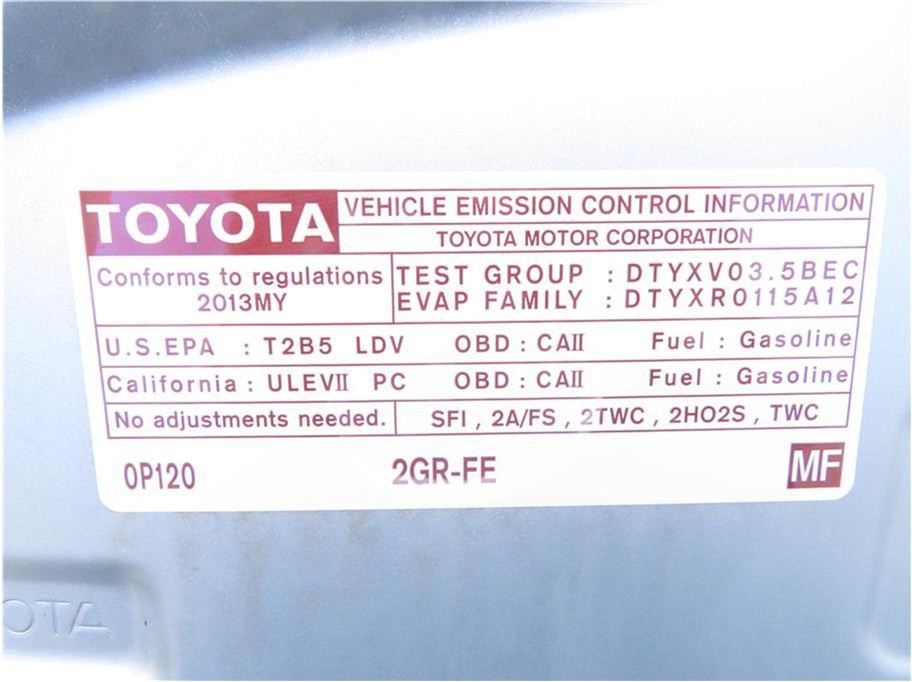 TOYOTA VEHICLE EMISSION CONTROL INFORMATION
TOYOTA MOTOR CORPORATION
Conforms to regulations 2013MY
TEST GROUP : DTYXV03.5BEC
EVAP FAMILY : DTYXR0115A12
U.S.EPA : T2B5 LDV OBD : CAII Fuel : Gasoline
California : ULEVII PC OBD : CAII Fuel : Gasoline
No adjustments needed. SFI , 2A/FS , 2TWC , 2HO2S , TWC
0P120 2GR-FE MF